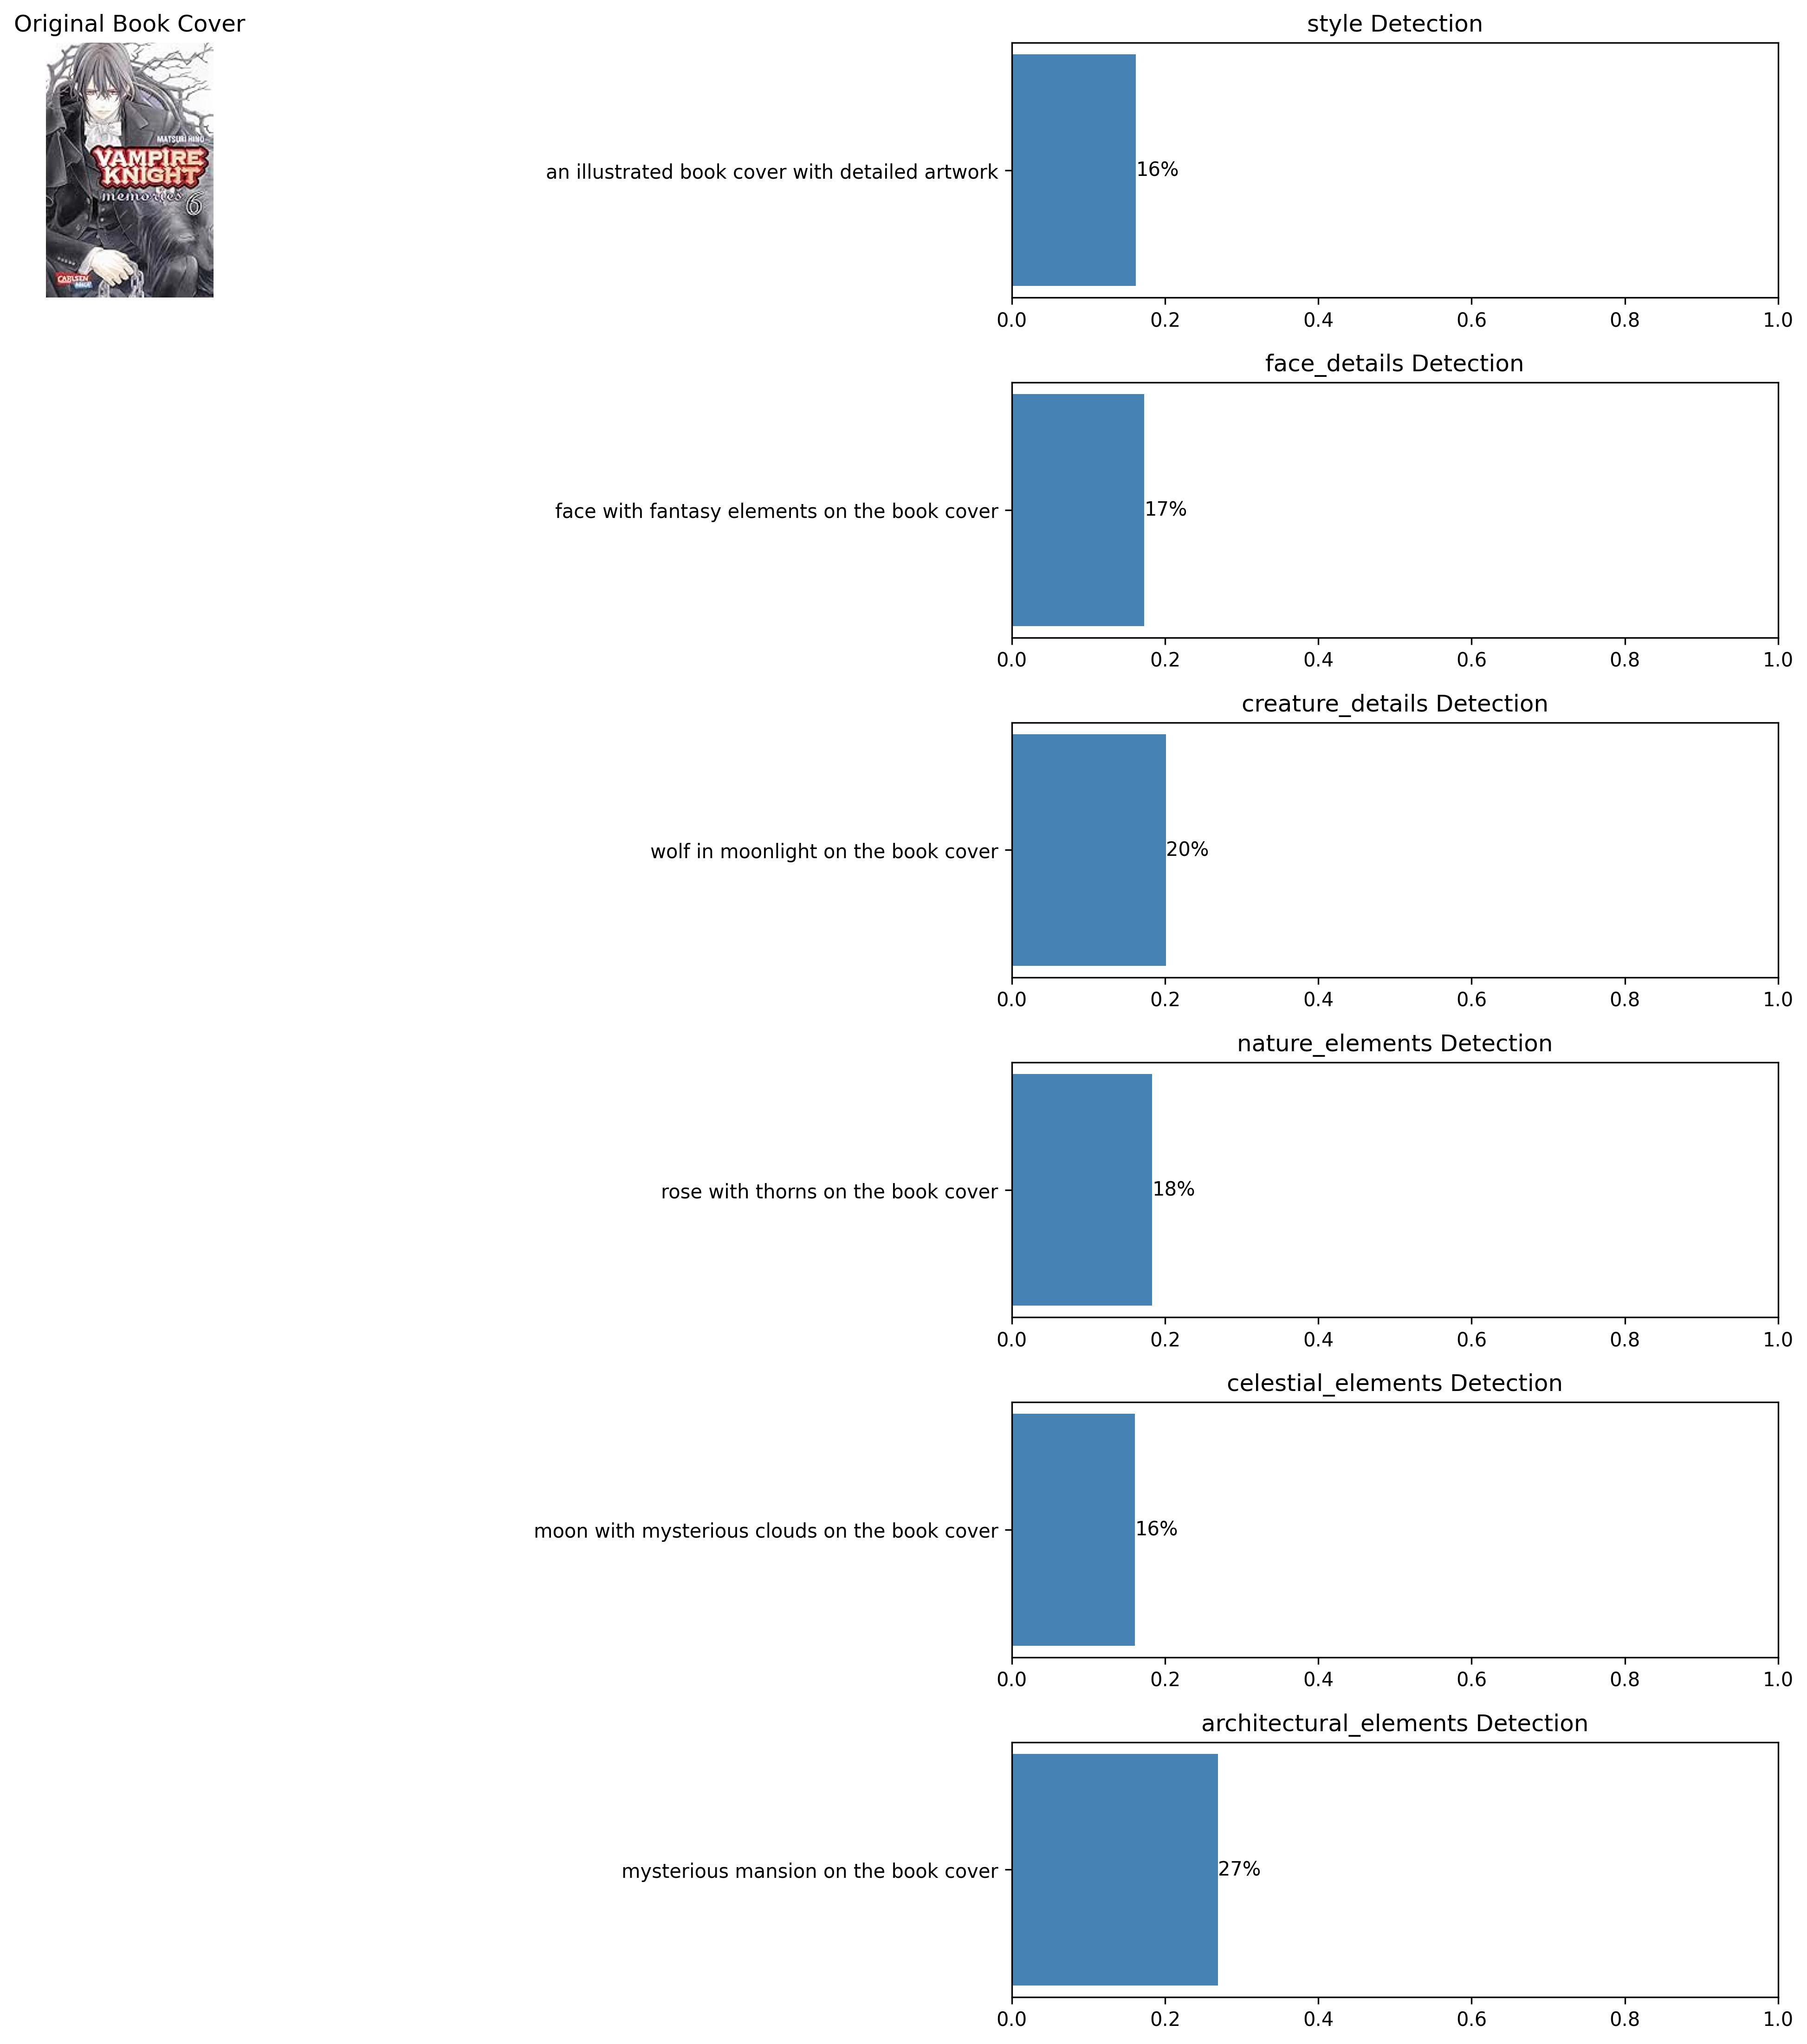 Original Book Cover
MATSURI HINO
VAMPIRE
KNIGHT
memories
6
CARLSEN
style Detection
an illustrated book cover with detailed artwork
16%
0.0 0.2 0.4 0.6 0.8 1.0
face_details Detection
face with fantasy elements on the book cover
17%
0.0 0.2 0.4 0.6 0.8 1.0
creature_details Detection
wolf in moonlight on the book cover
20%
0.0 0.2 0.4 0.6 0.8 1.0
nature_elements Detection
rose with thorns on the book cover
18%
0.0 0.2 0.4 0.6 0.8 1.0
celestial_elements Detection
moon with mysterious clouds on the book cover
16%
0.0 0.2 0.4 0.6 0.8 1.0
architectural_elements Detection
mysterious mansion on the book cover
27%
0.0 0.2 0.4 0.6 0.8 1.0